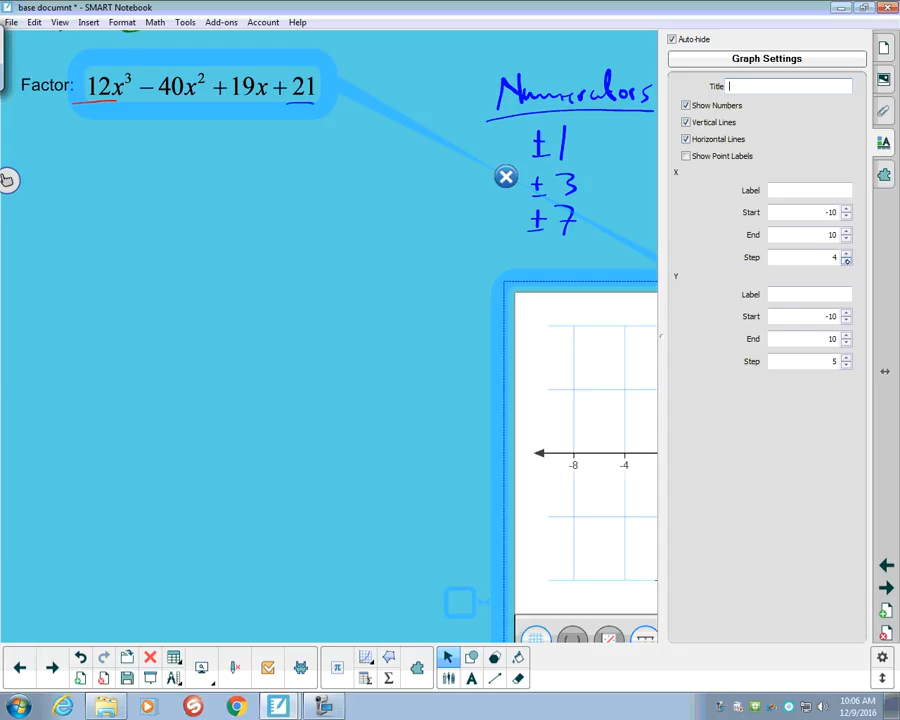 base documnt * - SMART Notebook
File Edit View Insert Format Math Tools Add-ons Account Help
Factor: 12x³ − 40x² + 19x + 21
Numerators
± 1
± 3
± 7
-8 -4
Auto-hide
Graph Settings
Title
Show Numbers
Vertical Lines
Horizontal Lines
Show Point Labels
X
Label
Start -10
End 10
Step 4
Y
Label
Start -10
End 10
Step 5
10:06 AM
12/9/2016